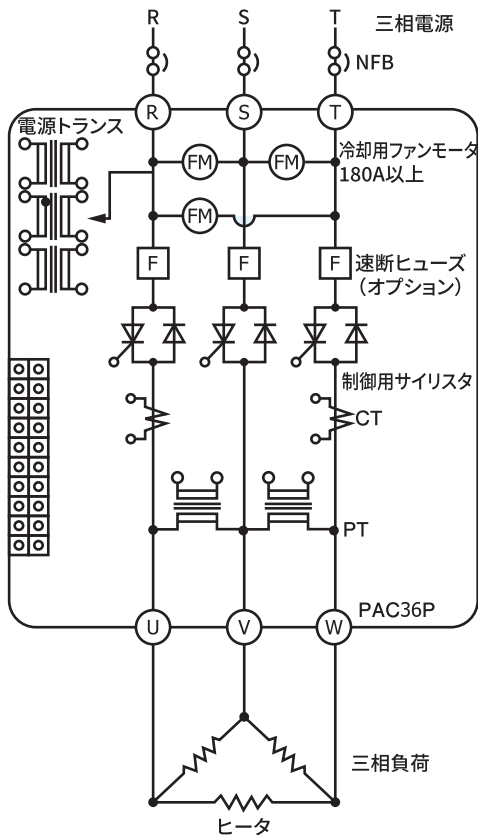 R S T 三相電源
NFB
R S T
電源トランス
FM FM 冷却用ファンモータ
180A以上
FM
F F F 速断ヒューズ
(オプション)
制御用サイリスタ
CT
PT
PAC36P
U V W
三相負荷
ヒータ